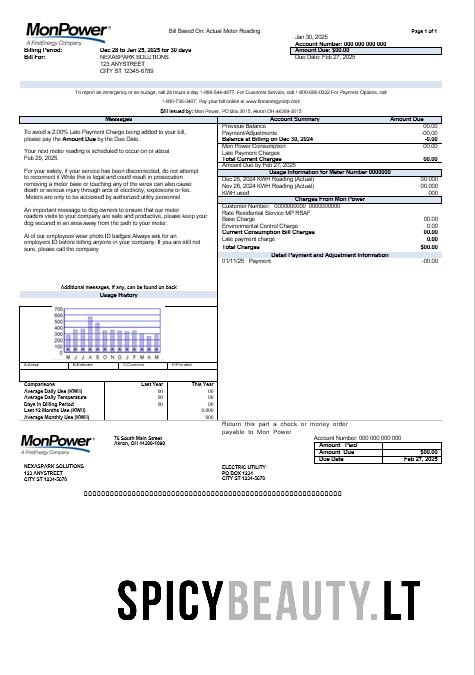 MonPower
A FirstEnergy Company
Bill Based On: Actual Meter Reading
Page 1 of 1
Jan 30, 2025
Account Number: 000 000 000 000
Amount Due: $00.00
Due Date: Feb 27, 2025
Billing Period: Dec 28 to Jan 25, 2025 for 30 days
Bill For: NEXASPARK SOLUTIONS
123 ANYSTREET
CITY ST 12345-6789
To report an emergency or an outage, call 24 hours a day 1-888-544-4877. For Customer Service, call 1-800-686-0022 For Payment Options, call
1-800-736-3407. Pay your bill online at www.firstenergycorp.com
Bill issued by: Mon Power, PO Box 3615, Akron OH 44309-3615
Messages
To avoid a 2.00% Late Payment Charge being added to your bill,
please pay the Amount Due by the Due Date.
Your next meter reading is scheduled to occur on or about
Feb 29, 2025.
For your safety, if your service has been disconnected, do not attempt
to reconnect it While this is legal and could result in prosecution
removing a meter base or touching any of the wires can also cause
death or serious injury through arts of electricity, explosions or fire.
Meters are only to be accessed by authorized utility personnel
An important message to dog owners to ensure that our meter
readers visits to your company are safe and productive, please keep your
dog secured in an area away from the path to your meter.
All of our employees wear photo ID badges Always ask for an
employers ID before letting anyone in your company. If you are still not
sure, please call the company
Additional messages, if any, can be found on back
Usage History
700
600
500
400
300
200
100
0
M J J A S O N D J F M A M
A-Actual B-Estimate C-Customer
Comparisons Last Year This Year
Average Daily Use (KWH) 00 00
Average Daily Temperature 00 00
Days in Billing Period 00 00
Last 12 Months Use (KWH) 0,000
Average Monthly Use (KWH) 000
Account Summary Amount Due
Previous Balance 00.00
Payment/Adjustments -00.00
Balance at Billing on Dec 30, 2024 -0.00
Mon Power Consumption 00.00
Late Payment Charges
Total Current Charges 00.00
Amount Due by Feb 27, 2025
Usage Information for Meter Number 0000000
Dec 25, 2024 KWH Reading (Actual) 00,000
Nov 26, 2024 KWH Reading (Actual) 00,000
KWH used 000
Charges From Mon Power
Customer Number: 0000000000 0000000000
Rate Residential Service MP RSAF
Base Charge 00.00
Environmental Control Charge 0.00
Current Consumption Bill Charges 00.00
Late payment charge 0.00
Total Charges $00.00
Detail Payment and Adjustment Information
01/11/25 Payment -00.00
Return this part a check or money order
payable to Mon Power
MonPower
A FirstEnergy Company
76 South Main Street
Akron, OH 44308-1890
Account Number: 000 000 000 000
Amount Paid
Amount Due $00.00
Due Date Feb 27, 2025
NEXASPARK SOLUTIONS
123 ANYSTREET
CITY ST 12345-5678
ELECTRIC UTILITY
PO BOX 1234
CITY ST 12345-5678
SPICYBEAUTY.LT